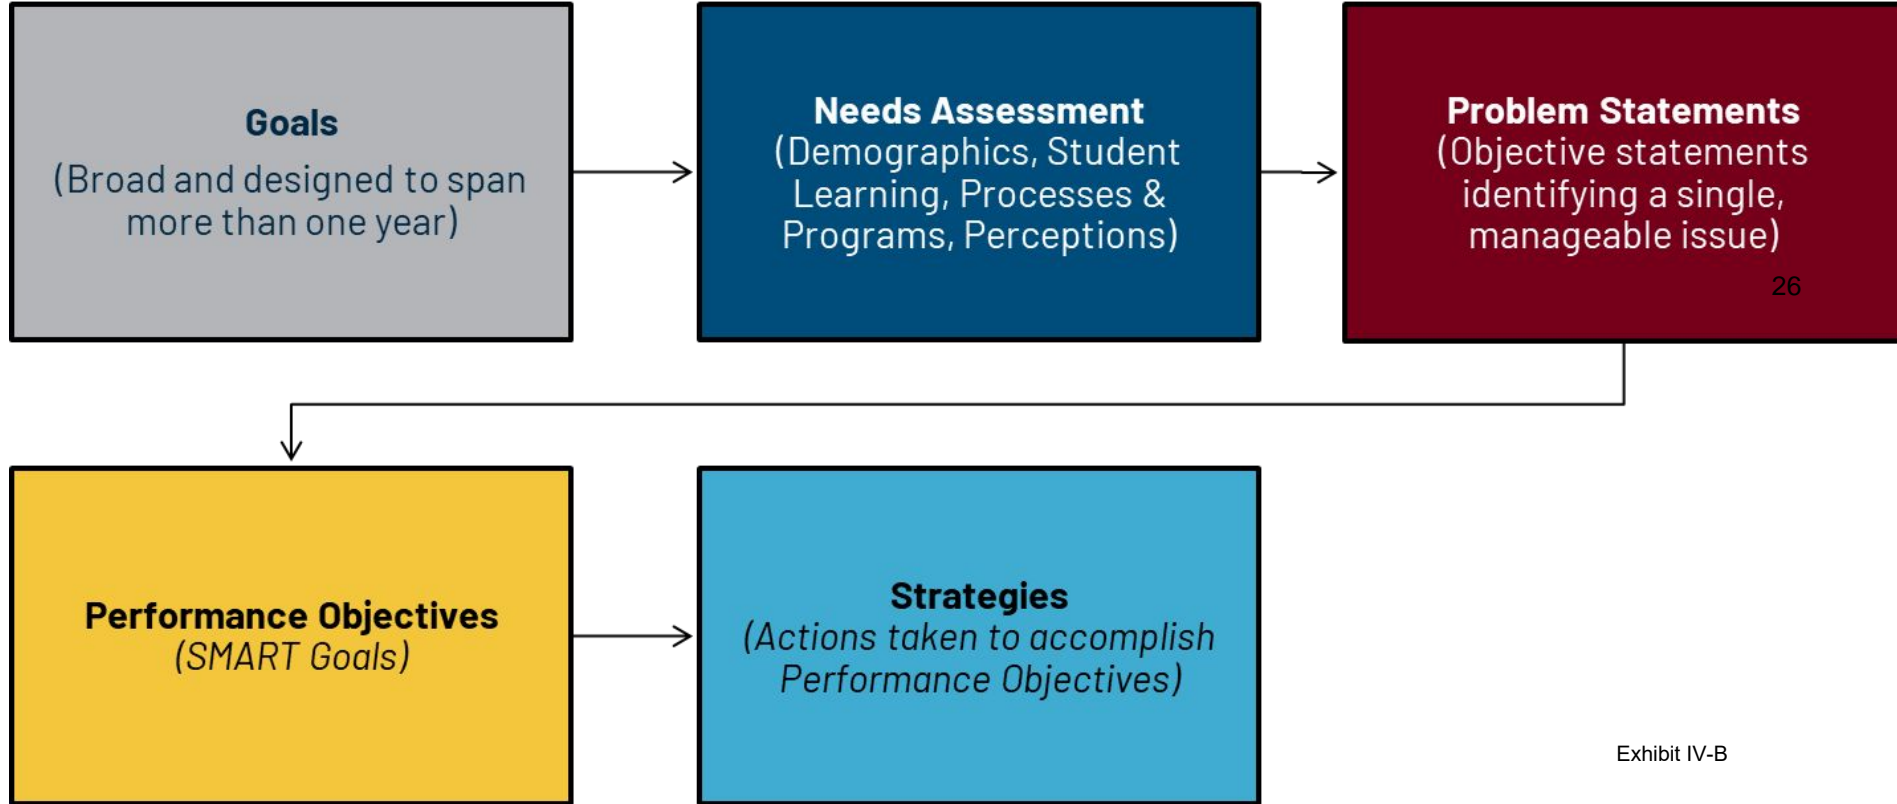 Goals
(Broad and designed to span
more than one year)
Needs Assessment
(Demographics, Student
Learning, Processes &
Programs, Perceptions)
Problem Statements
(Objective statements
identifying a single,
manageable issue)
26
Performance Objectives
(SMART Goals)
Strategies
(Actions taken to accomplish
Performance Objectives)
Exhibit IV-B